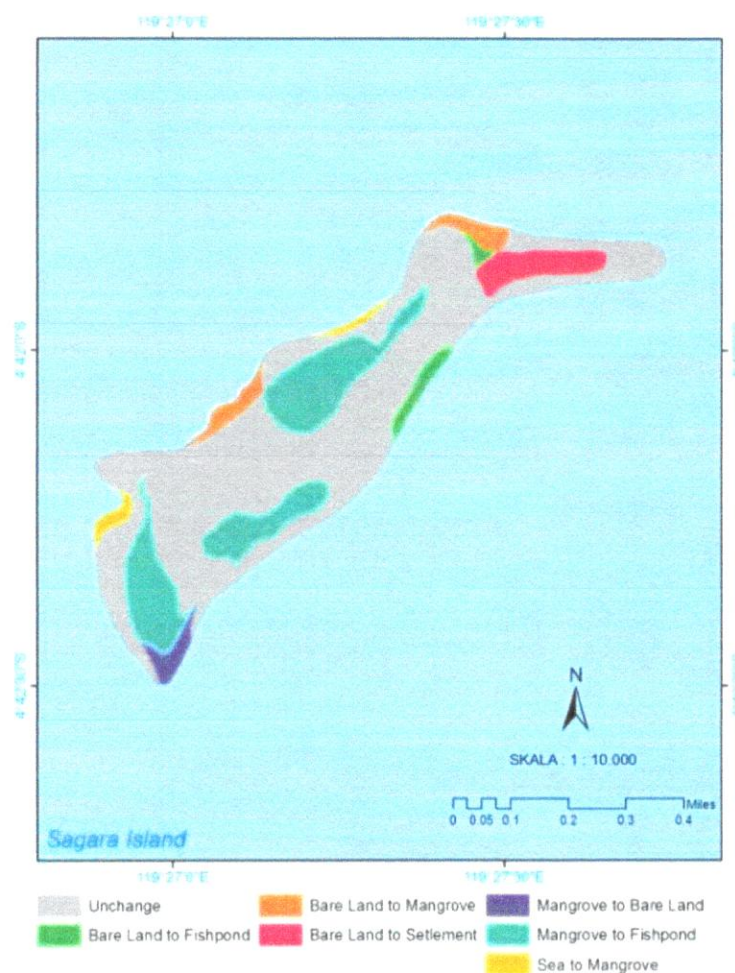 119°27'0"E 119°27'30"E
N
SKALA : 1 : 10.000
Miles
0 0.05 0.1 0.2 0.3 0.4
Sagara Island
119°27'0"E 119°27'30"E
Unchange Bare Land to Mangrove Mangrove to Bare Land
Bare Land to Fishpond Bare Land to Setlement Mangrove to Fishpond
Sea to Mangrove